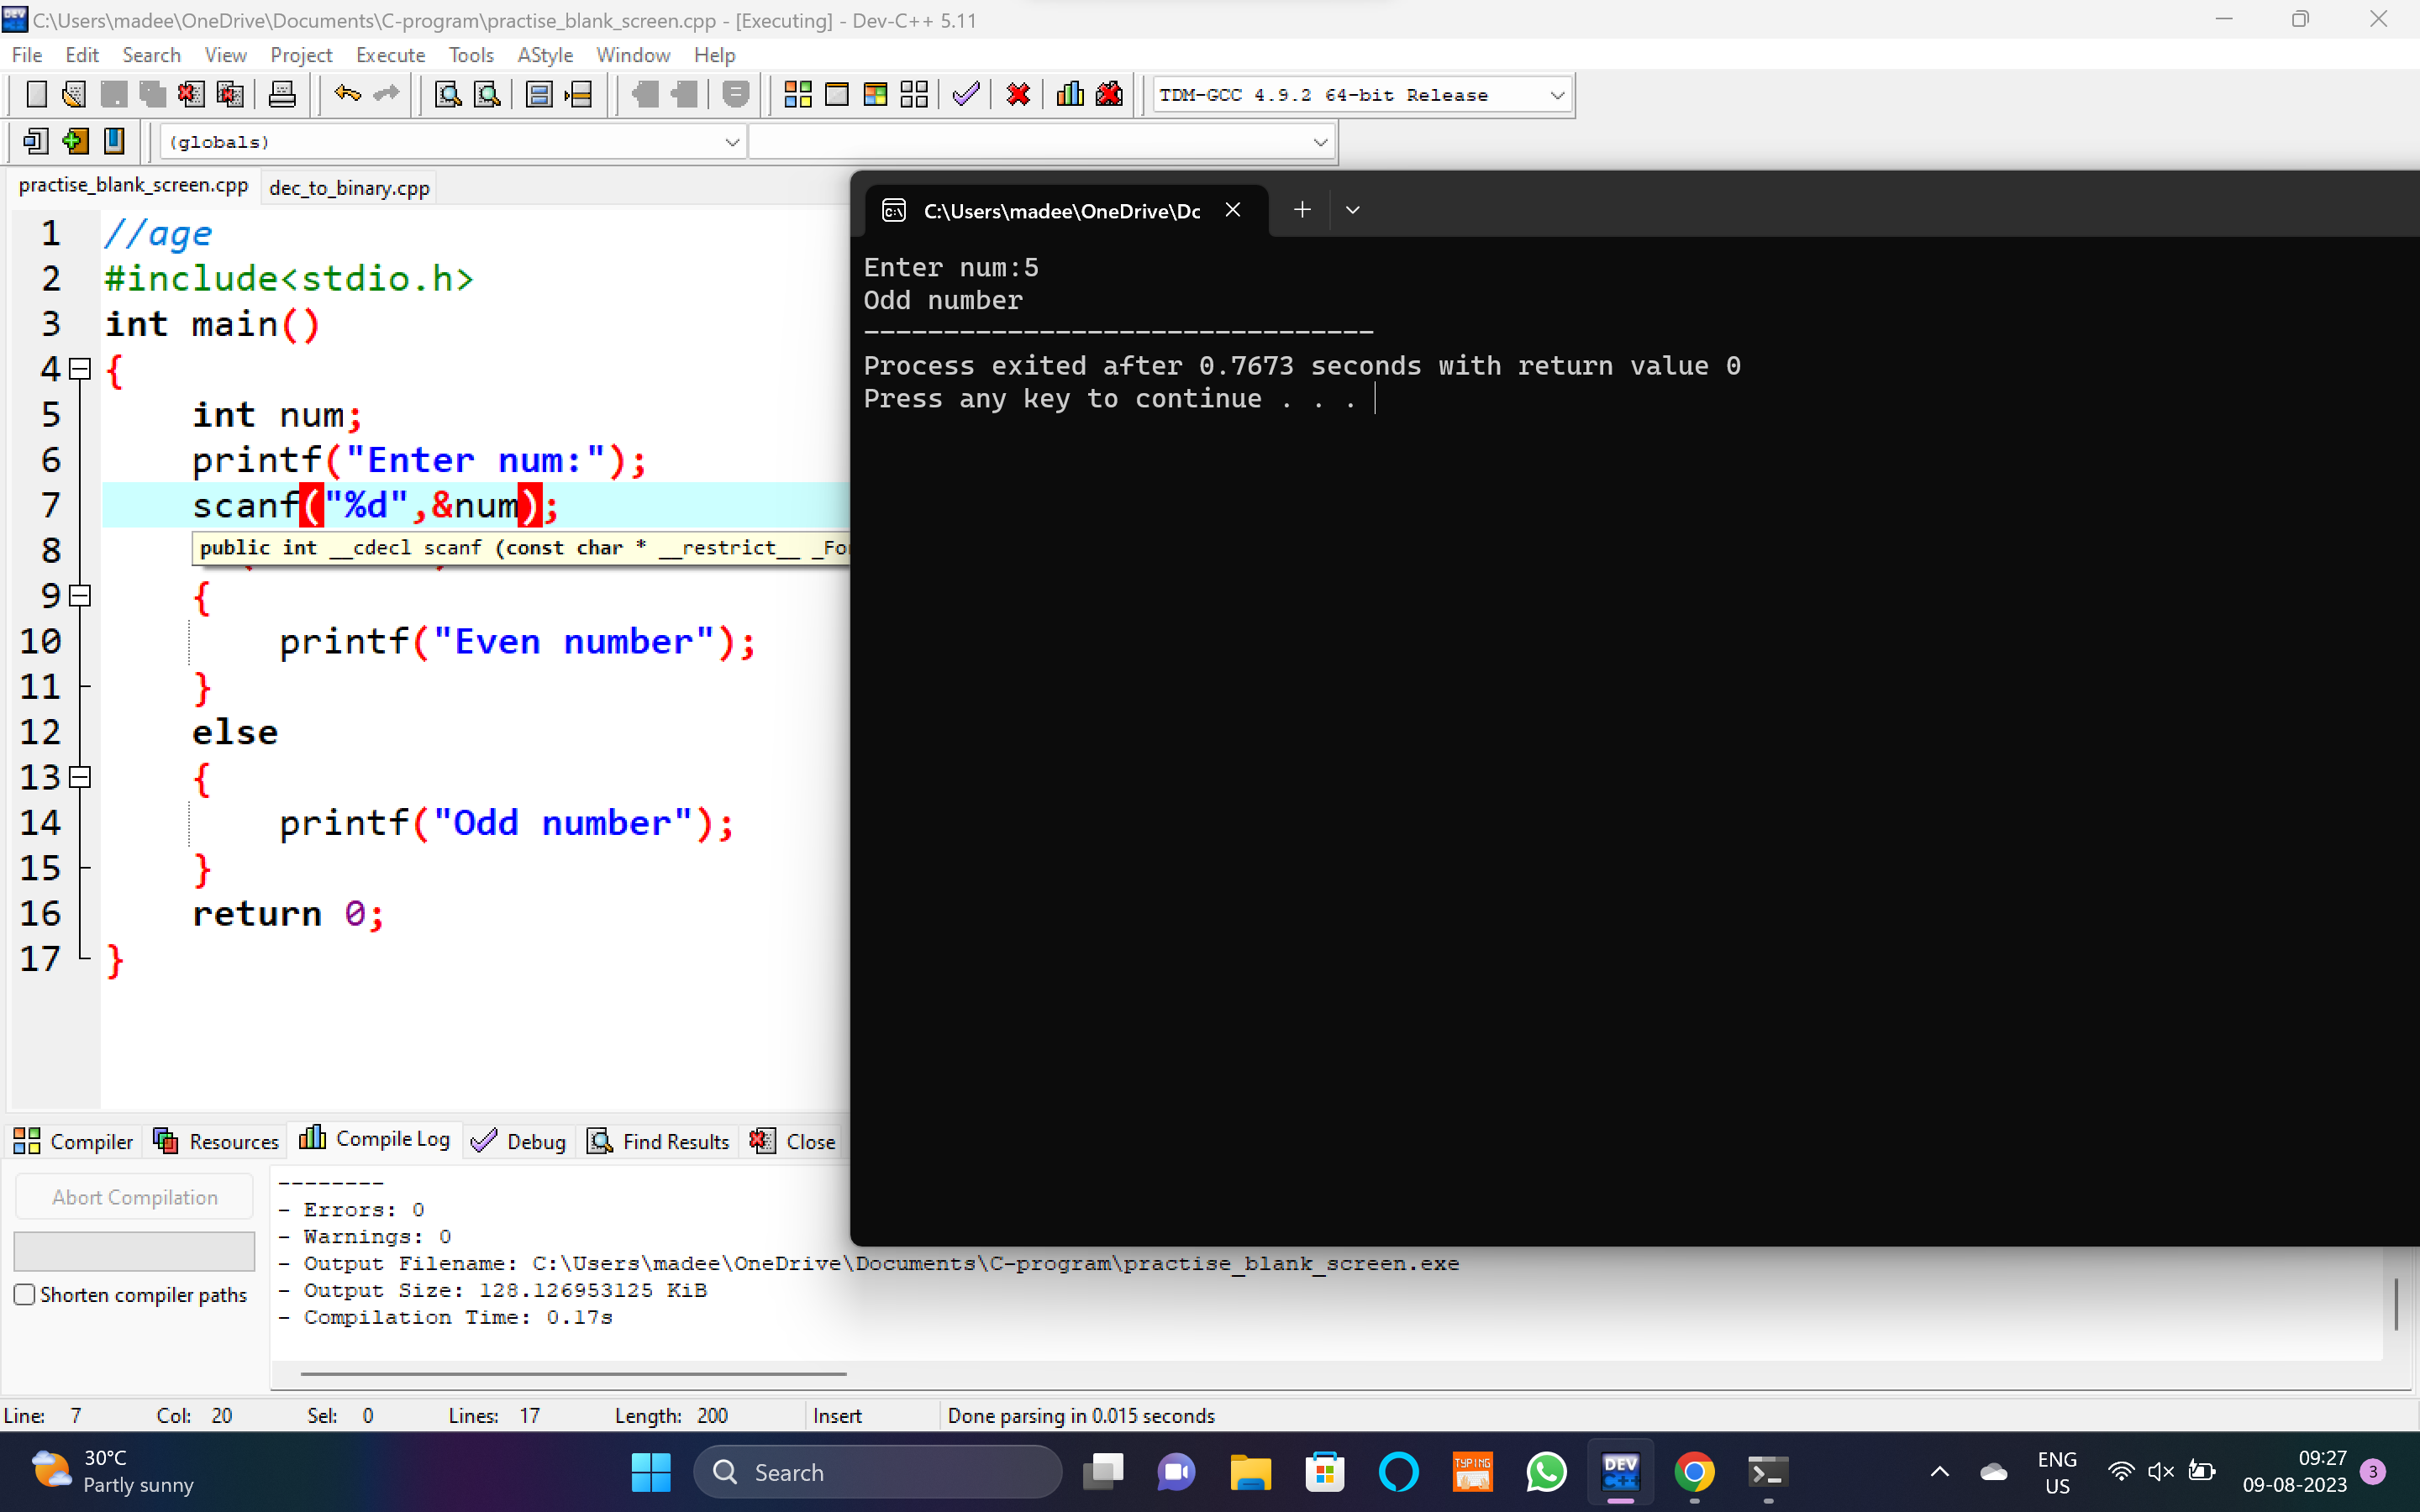 C:\Users\madee\OneDrive\Documents\C-program\practise_blank_screen.cpp - [Executing] - Dev-C++ 5.11
File Edit Search View Project Execute Tools AStyle Window Help
TDM-GCC 4.9.2 64-bit Release
(globals)
practise_blank_screen.cpp dec_to_binary.cpp
1 //age
2 #include<stdio.h>
3 int main()
4 {
5 int num;
6 printf("Enter num:");
7 scanf("%d",&num);
8
public int __cdecl scanf (const char * __restrict__
9 {
10 printf("Even number");
11 }
12 else
13 {
14 printf("Odd number");
15 }
16 return 0;
17 }
C:\Users\madee\OneDrive\Dc
Enter num:5
Odd number
--------------------------------
Process exited after 0.7673 seconds with return value 0
Press any key to continue . . .
Compiler Resources Compile Log Debug Find Results Close
Abort Compilation
Shorten compiler paths
--------
- Errors: 0
- Warnings: 0
- Output Filename: C:\Users\madee\OneDrive\Documents\C-program\practise_blank_screen.exe
- Output Size: 128.126953125 KiB
- Compilation Time: 0.17s
Line: 7 Col: 20 Sel: 0 Lines: 17 Length: 200 Insert Done parsing in 0.015 seconds
30°C
Partly sunny
Search
TYPING
DEV
C++
ENG
US
09:27
09-08-2023
3